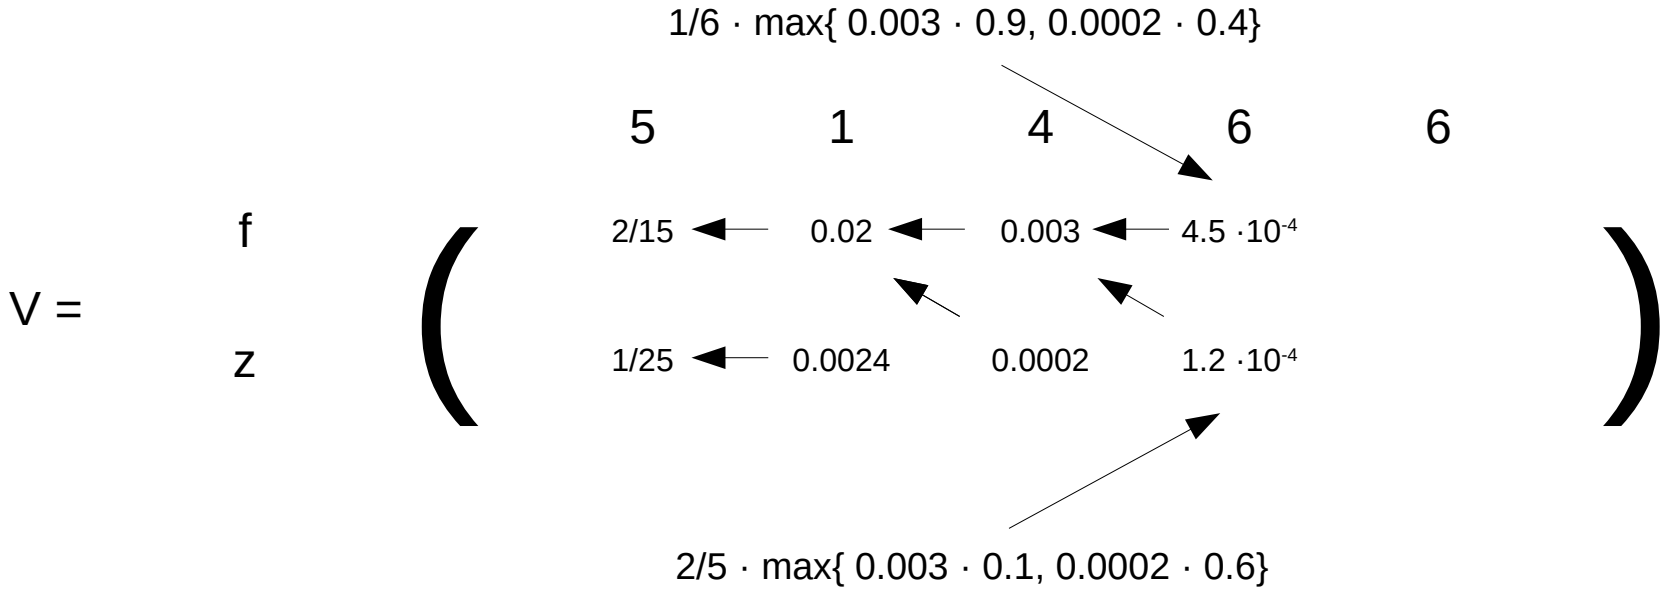 1/6 · max{ 0.003 · 0.9, 0.0002 · 0.4}
5 1 4 6 6
f 2/15 0.02 0.003 4.5 ·10⁻⁴
V =
z 1/25 0.0024 0.0002 1.2 ·10⁻⁴
2/5 · max{ 0.003 · 0.1, 0.0002 · 0.6}